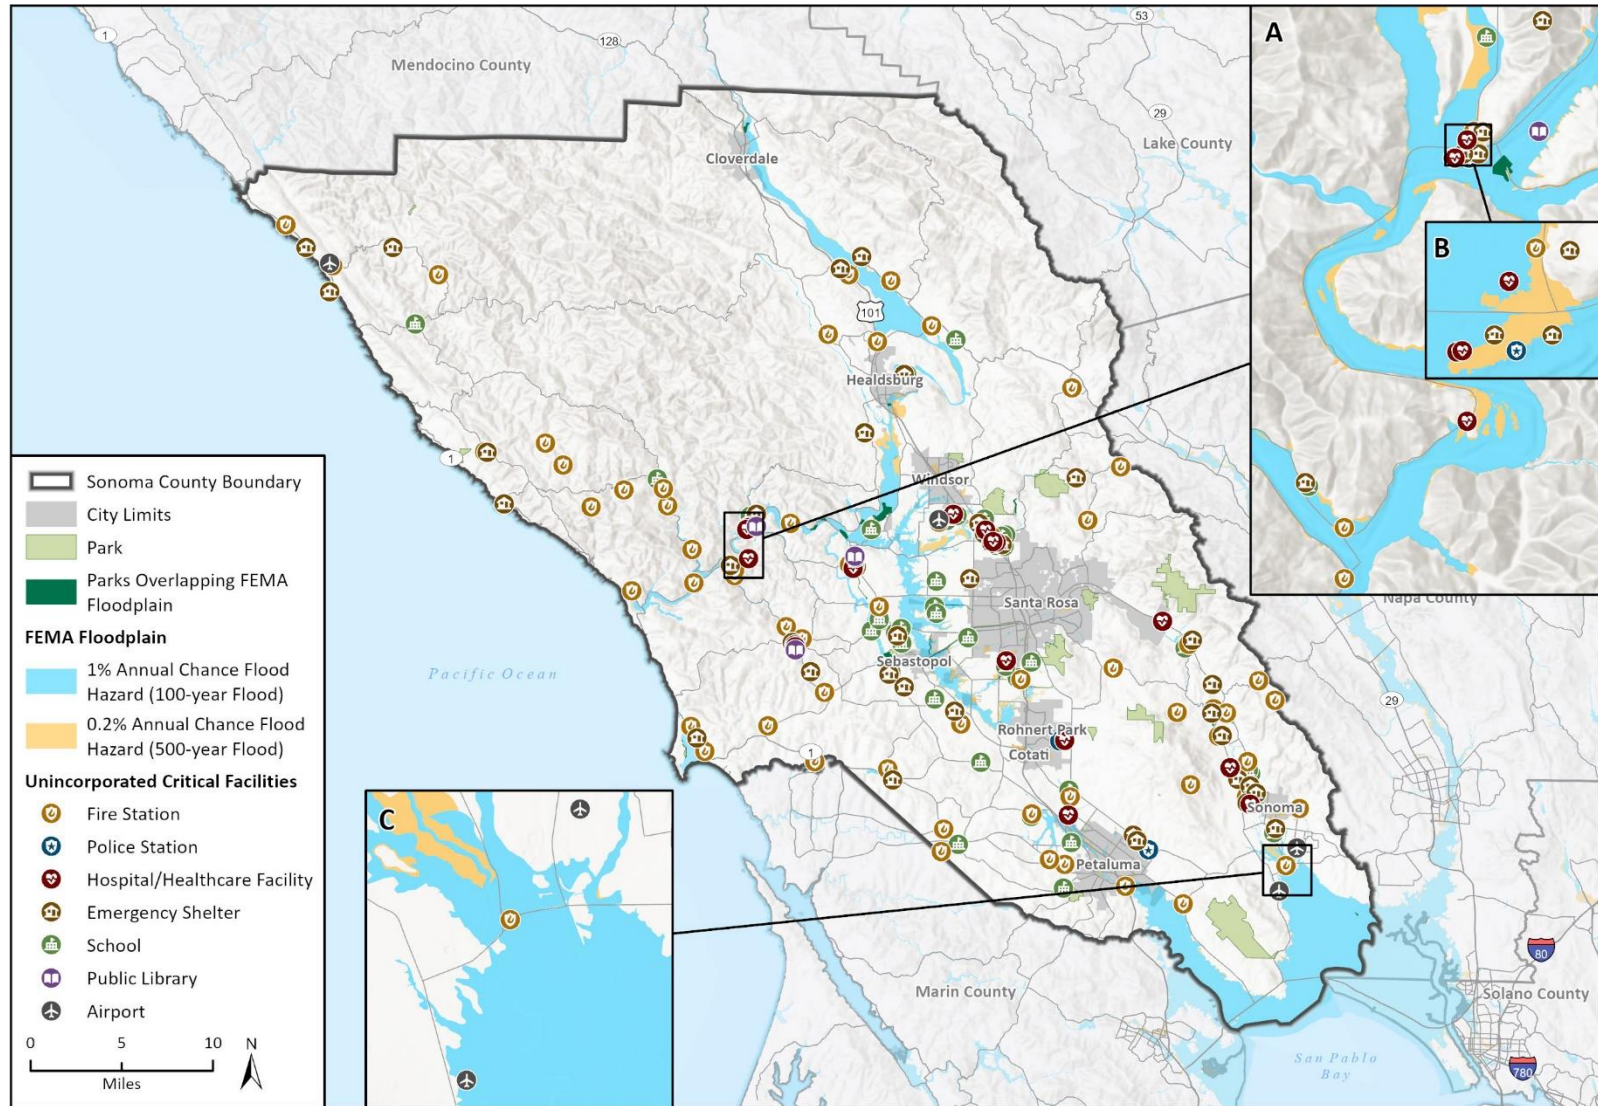 1
128
53
Mendocino County
29
Lake County
Cloverdale
101
Healdsburg
Windsor
1
Santa Rosa
Sebastopol
Rohnert Park
Cotati
1
Sonoma
Petaluma
Pacific Ocean
Napa County
29
Marin County
80
Solano County
San Pablo
Bay
780
A
B
C
Sonoma County Boundary
City Limits
Park
Parks Overlapping FEMA
Floodplain
FEMA Floodplain
1% Annual Chance Flood
Hazard (100-year Flood)
0.2% Annual Chance Flood
Hazard (500-year Flood)
Unincorporated Critical Facilities
Fire Station
Police Station
Hospital/Healthcare Facility
Emergency Shelter
School
Public Library
Airport
0 5 10
Miles
N